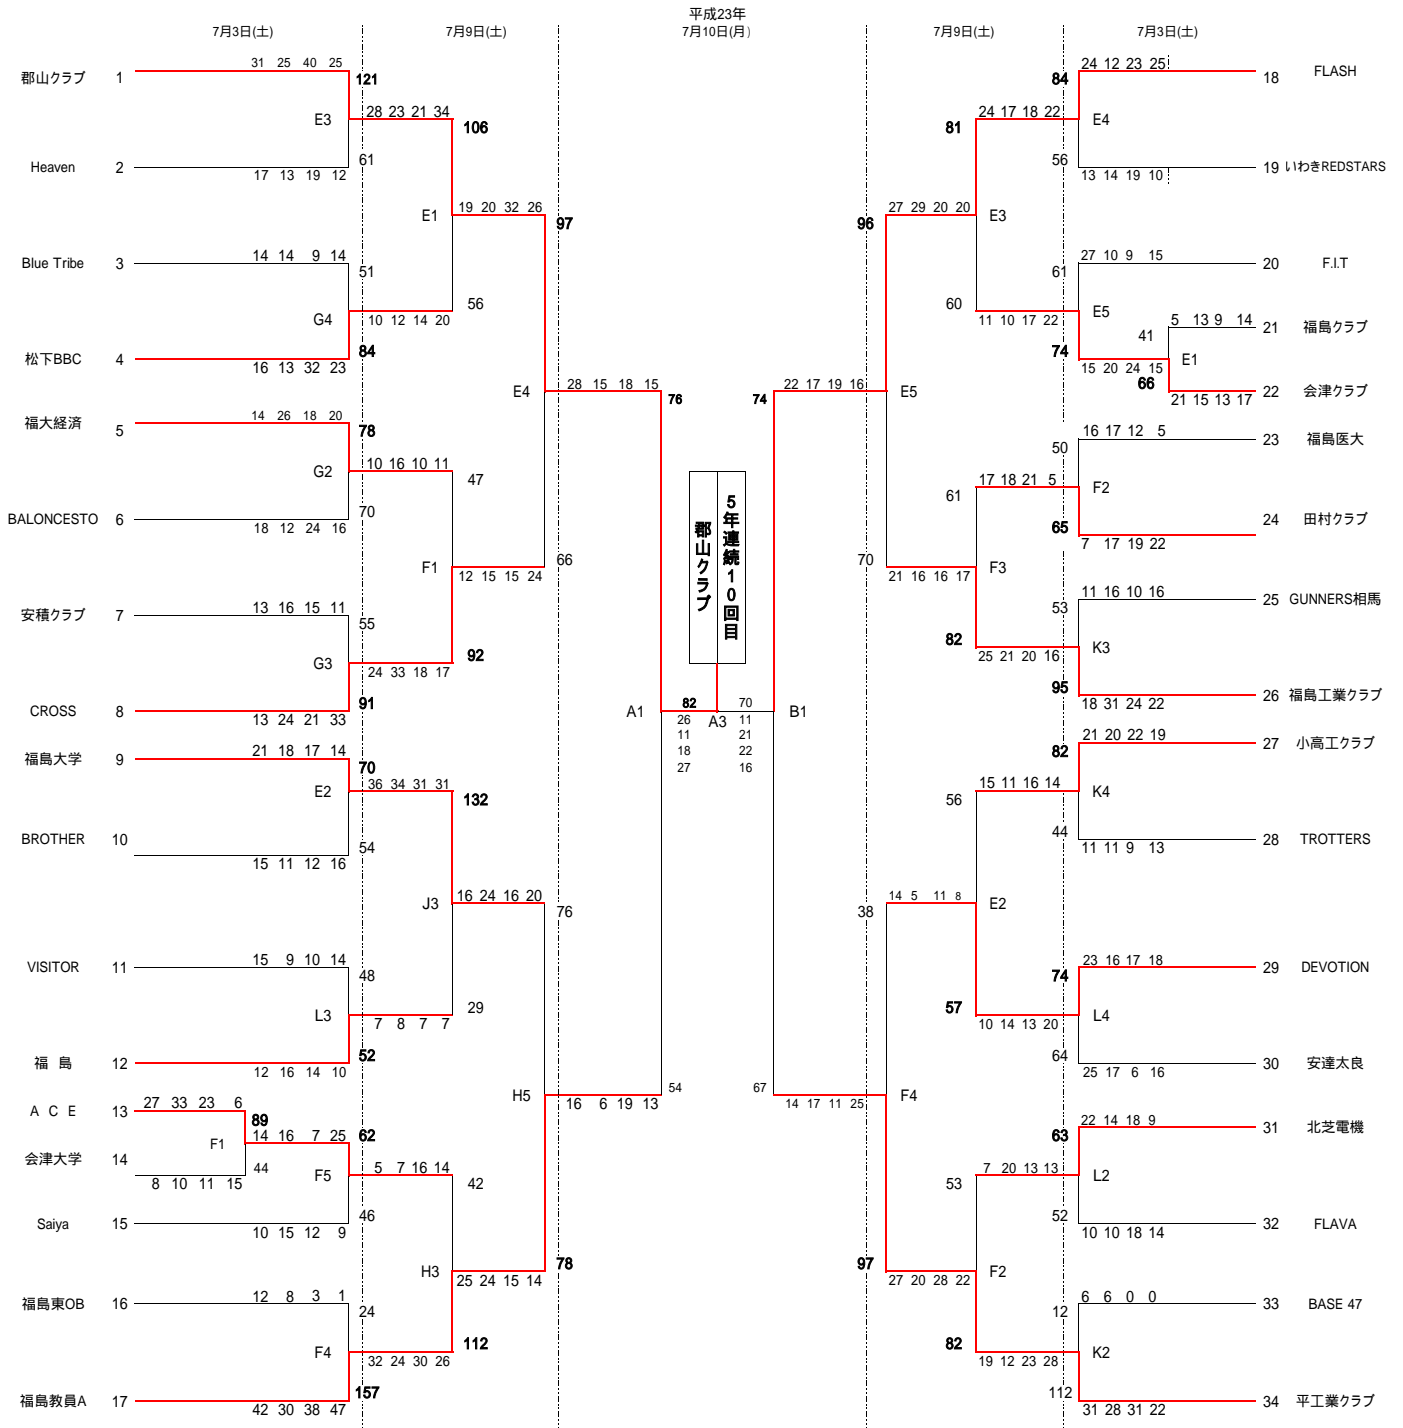 平成23年
7月3日(土) 7月9日(土) 7月10日(月) 7月9日(土) 7月3日(土)
郡山クラブ 1 31 25 40 25 121
E3 28 23 21 34 106
Heaven 2 17 13 19 12 61
E1 19 20 32 26 97
Blue Tribe 3 14 14 9 14 51
G4 10 12 14 20 56
松下BBC 4 16 13 32 23 84
E4 28 15 18 15 76
福大経済 5 14 26 18 20 78
G2 10 16 10 11 47
BALONCESTO 6 18 12 24 16 70
F1 12 15 15 24 66
安積クラブ 7 13 16 15 11 55
G3 24 33 18 17 92
CROSS 8 13 24 21 33 91
A1
福島大学 9 21 18 17 14 70
E2 36 34 31 31 132
BROTHER 10 15 11 12 16 54
J3 16 24 16 20 76
VISITOR 11 15 9 10 14 48
L3 7 8 7 7 29
福 島 12 12 16 14 10 52
H5 16 6 19 13 54
A C E 13 27 33 23 6 89
F1 14 16 7 25 62
会津大学 14 8 10 11 15 44
F5 5 7 16 14 42
Saiya 15 10 15 12 9 46
H3 25 24 15 14 78
福島東OB 16 12 8 3 1 24
F4 32 24 30 26 112
福島教員A 17 42 30 38 47 157
5年連続10回目
郡山クラブ
82 A3 70
26 11
11 21
18 22
27 16
84 24 12 23 25 18 FLASH
81 24 17 18 22 E4
56 13 14 19 10 19 いわきREDSTARS
96 27 29 20 20 E3
61 27 10 9 15 20 F.I.T
60 11 10 17 22 E5
41 5 13 9 14 21 福島クラブ
74 15 20 24 15 E1
66 21 15 13 17 22 会津クラブ
74 22 17 19 16 E5
50 16 17 12 5 23 福島医大
61 17 18 21 5 F2
65 7 17 19 22 24 田村クラブ
70 21 16 16 17 F3
53 11 16 10 16 25 GUNNERS相馬
82 25 21 20 16 K3
95 18 31 24 22 26 福島工業クラブ
B1
82 21 20 22 19 27 小高工クラブ
56 15 11 16 14 K4
44 11 11 9 13 28 TROTTERS
38 14 5 11 8 E2
74 23 16 17 18 29 DEVOTION
57 10 14 13 20 L4
64 25 17 6 16 30 安達太良
67 14 17 11 25 F4
63 22 14 18 9 31 北芝電機
53 7 20 13 13 L2
52 10 10 18 14 32 FLAVA
97 27 20 28 22 F2
12 6 6 0 0 33 BASE 47
82 19 12 23 28 K2
112 31 28 31 22 34 平工業クラブ